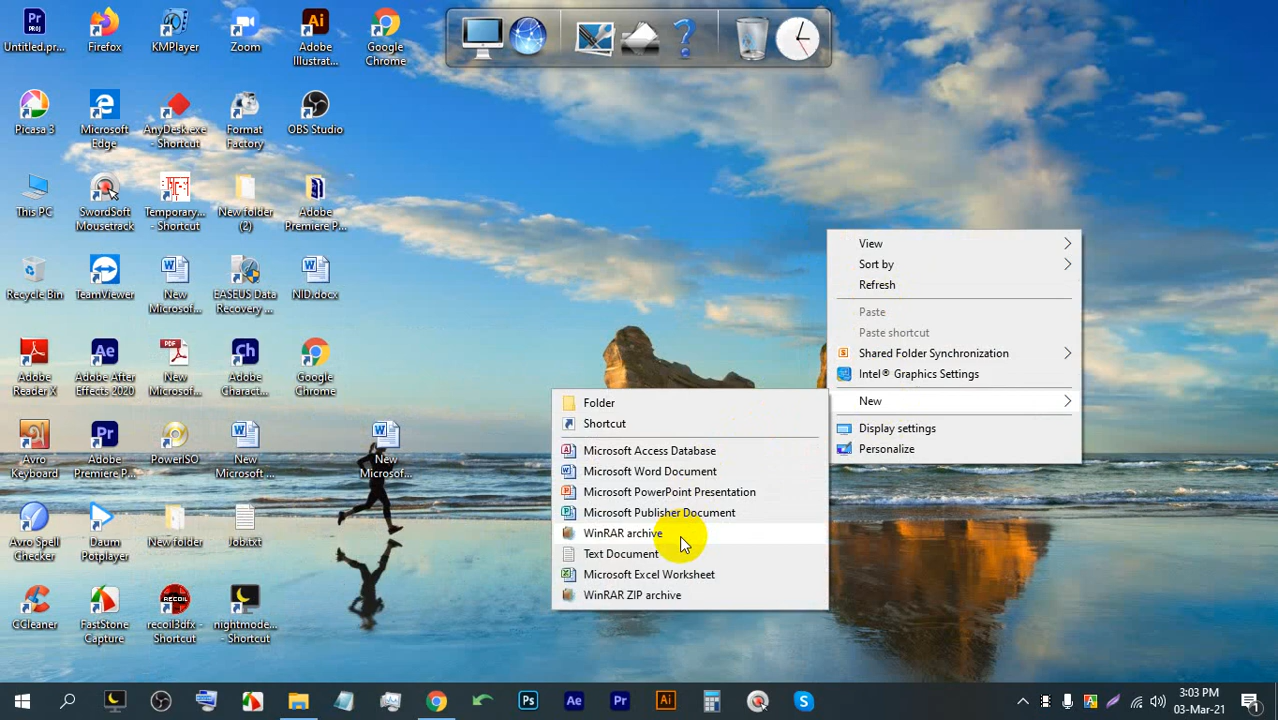 Untitled.pr...
Firefox
KMPlayer
Zoom
Adobe
Illustrat...
Google
Chrome
Picasa 3
Microsoft
Edge
AnyDesk.exe
- Shortcut
Format
Factory
OBS Studio
This PC
SwordSoft
Mousetrack
Temporary...
- Shortcut
New folder
(2)
Adobe
Premiere P...
Recycle Bin
TeamViewer
New
Microsof...
EASEUS Data
Recovery ...
NID.docx
Adobe
Reader X
Adobe After
Effects 2020
New
Microsof...
Adobe
Charact...
Google
Chrome
Avro
Keyboard
Adobe
Premiere P...
PowerISO
New
Microsoft ...
New
Microsof...
Avro Spell
Checker
Daum
Potplayer
New folder
Job.txt
CCleaner
FastStone
Capture
recoil3dfx -
Shortcut
nightmode...
- Shortcut
View
Sort by
Refresh
Paste
Paste shortcut
Shared Folder Synchronization
Intel® Graphics Settings
New
Display settings
Personalize
Folder
Shortcut
Microsoft Access Database
Microsoft Word Document
Microsoft PowerPoint Presentation
Microsoft Publisher Document
WinRAR archive
Text Document
Microsoft Excel Worksheet
WinRAR ZIP archive
3:03 PM
03-Mar-21